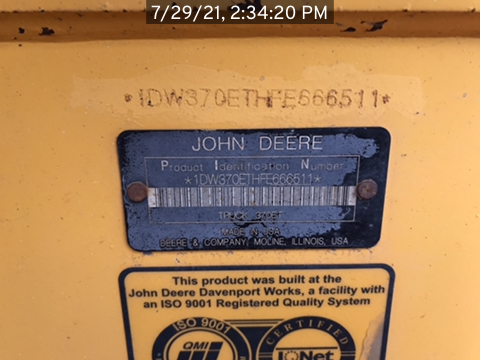 7/29/21, 2:34:20 PM
*1DW370ETHFE666511*
JOHN DEERE
Product Identification Number
*1DW370ETHFE666511*
MADE IN USA
DEERE & COMPANY, MOLINE, ILLINOIS, USA
This product was built at the
John Deere Davenport Works, a facility with
an ISO 9001 Registered Quality System
ISO 9001
CERTIFIED
QMI
IQNet